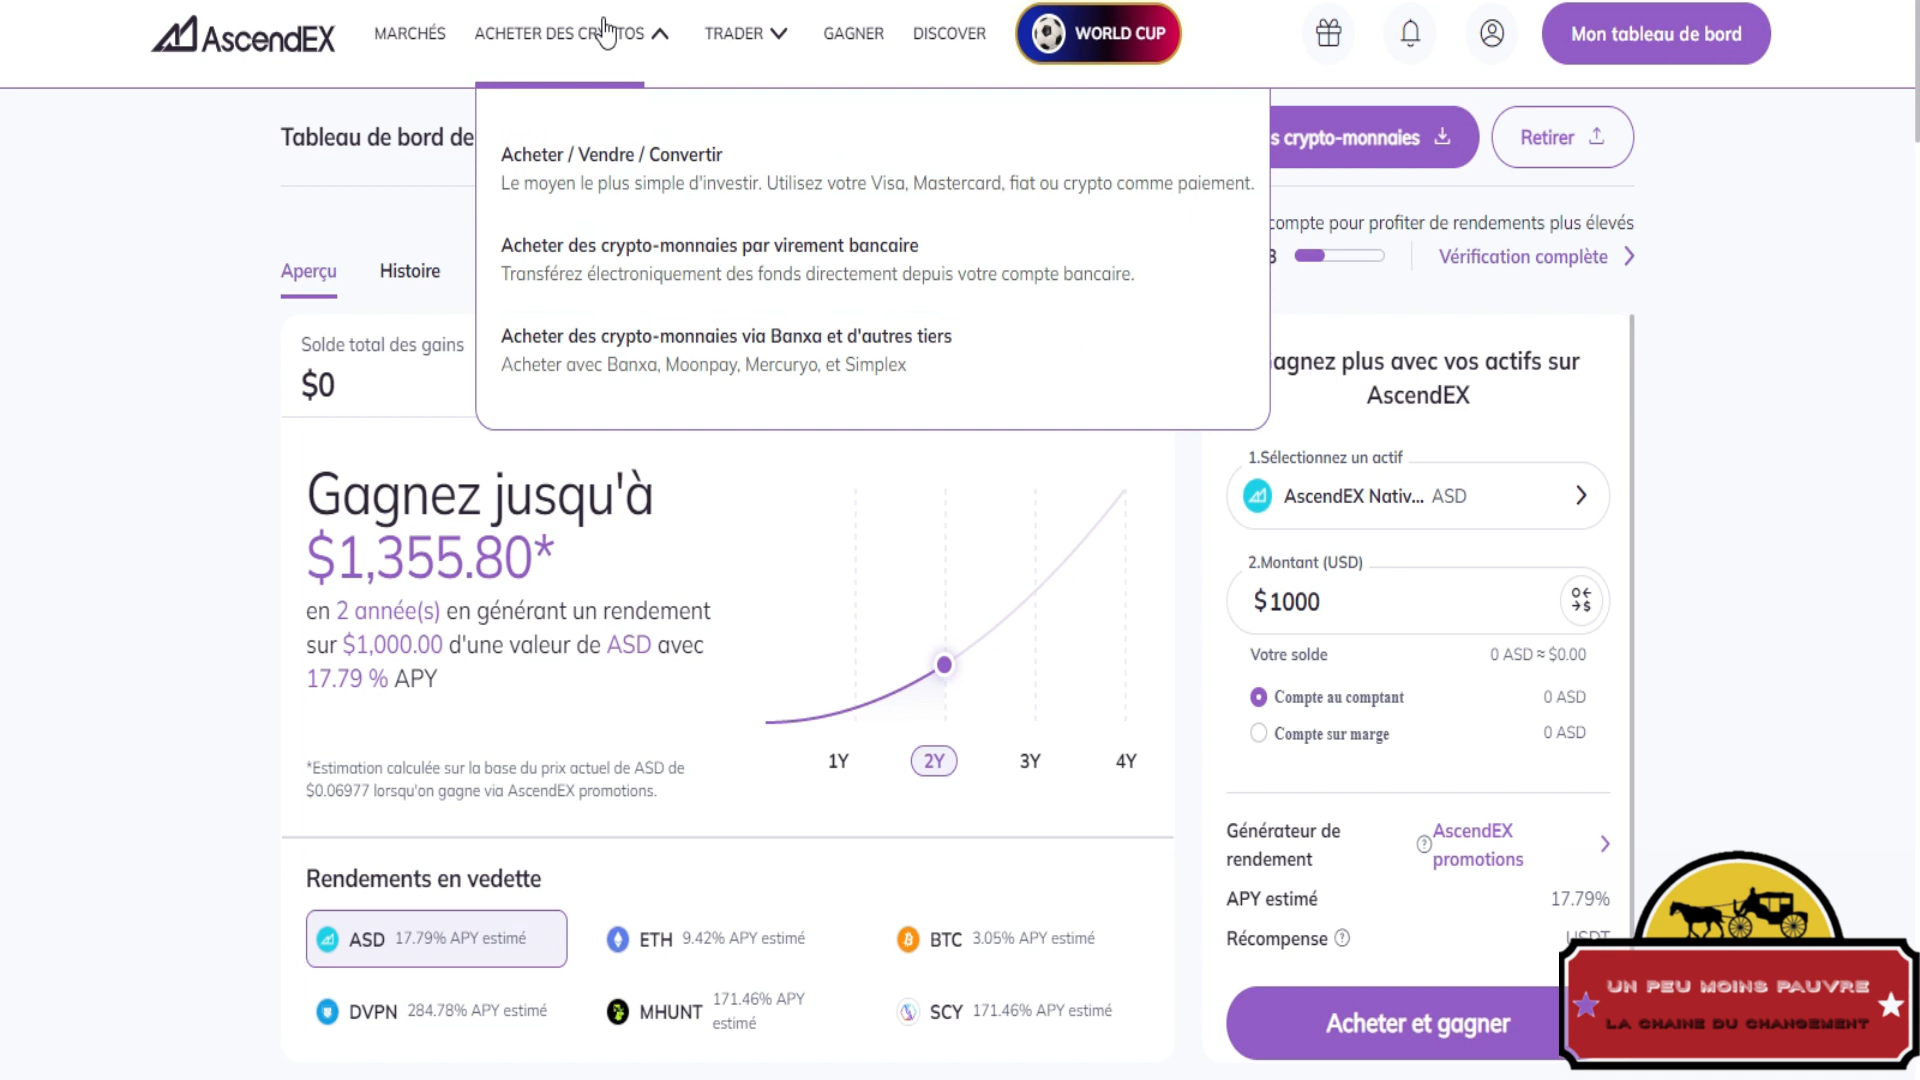 AscendEX
MARCHÉS
ACHETER DES CRYPTOS
TRADER
GAGNER
DISCOVER
WORLD CUP
Mon tableau de bord
Tableau de bord de
s crypto-monnaies
Retirer
Acheter / Vendre / Convertir
Le moyen le plus simple d'investir. Utilisez votre Visa, Mastercard, fiat ou crypto comme paiement.
Acheter des crypto-monnaies par virement bancaire
Transférez électroniquement des fonds directement depuis votre compte bancaire.
Acheter des crypto-monnaies via Banxa et d'autres tiers
Acheter avec Banxa, Moonpay, Mercuryo, et Simplex
compte pour profiter de rendements plus élevés
3
Vérification complète
Aperçu
Histoire
Solde total des gains
$0
Gagnez jusqu'à
$1,355.80*
en 2 année(s) en générant un rendement
sur $1,000.00 d'une valeur de ASD avec
17.79 % APY
*Estimation calculée sur la base du prix actuel de ASD de
$0.06977 lorsqu'on gagne via AscendEX promotions.
1Y
2Y
3Y
4Y
Rendements en vedette
ASD 17.79% APY estimé
ETH 9.42% APY estimé
BTC 3.05% APY estimé
DVPN 284.78% APY estimé
MHUNT 171.46% APY
estimé
SCY 171.46% APY estimé
agnez plus avec vos actifs sur
AscendEX
1.Sélectionnez un actif
AscendEX Nativ... ASD
2.Montant (USD)
$ 1000
Votre solde
0 ASD ≈ $0.00
Compte au comptant
0 ASD
Compte sur marge
0 ASD
Générateur de
rendement
AscendEX
promotions
APY estimé
17.79%
Récompense
USDT
Acheter et gagner
UN PEU MOINS PAUVRE
LA CHAINE DU CHANGEMENT